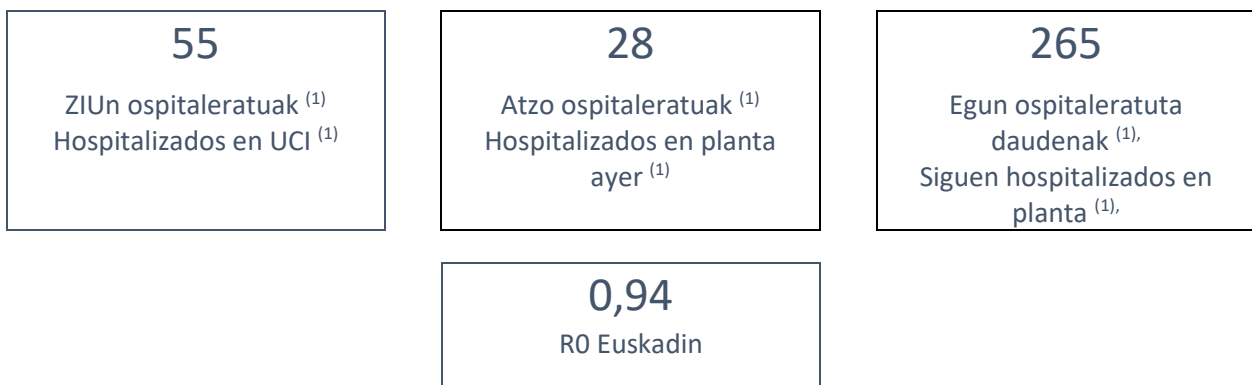 55
ZIUn ospitaleratuak (1)
Hospitalizados en UCI (1)
28
Atzo ospitaleratuak (1)
Hospitalizados en planta
ayer (1)
265
Egun ospitaleratuta
daudenak (1),
Siguen hospitalizados en
planta (1),
0,94
R0 Euskadin